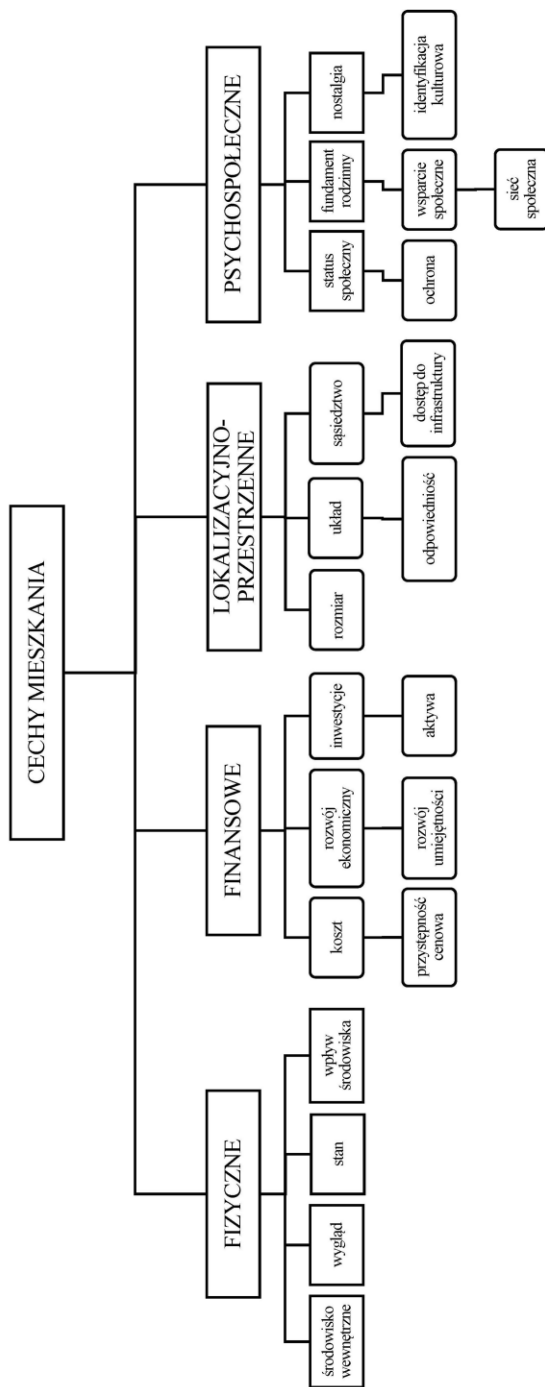 CECHY MIESZKANIA
FIZYCZNE
FINANSOWE
LOKALIZACYJNO-
PRZESTRZENNE
PSYCHOSPOŁECZNE
środowisko
wewnętrzne
wygląd
stan
wpływ
środowiska
koszt
rozwój
ekonomiczny
inwestycje
rozmiar
układ
sąsiedztwo
status
społeczny
fundament
rodzinny
nostalgia
przystępność
cenowa
rozwój
umiejętności
aktywa
odpowiedniość
dostęp do
infrastruktury
ochrona
wsparcie
społeczne
identyfikacja
kulturowa
sieć
społeczna